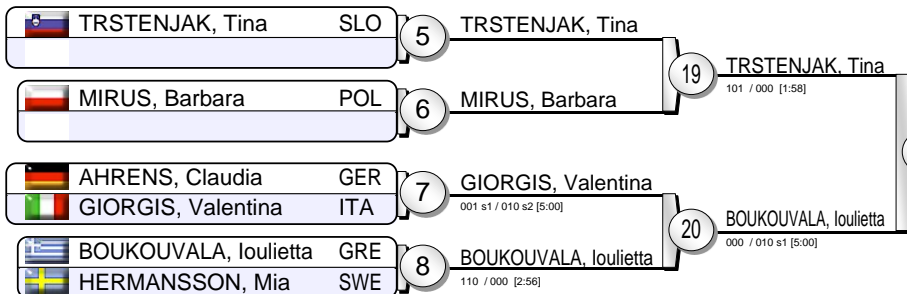 TRSTENJAK, Tina SLO
5
TRSTENJAK, Tina
MIRUS, Barbara POL
6
MIRUS, Barbara
19
TRSTENJAK, Tina
101 / 000 [1:58]
AHRENS, Claudia GER
GIORGIS, Valentina ITA
7
GIORGIS, Valentina
001 s1 / 010 s2 [5:00]
BOUKOUVALA, Ioulietta GRE
HERMANSSON, Mia SWE
8
BOUKOUVALA, Ioulietta
110 / 000 [2:56]
20
BOUKOUVALA, Ioulietta
000 / 010 s1 [5:00]